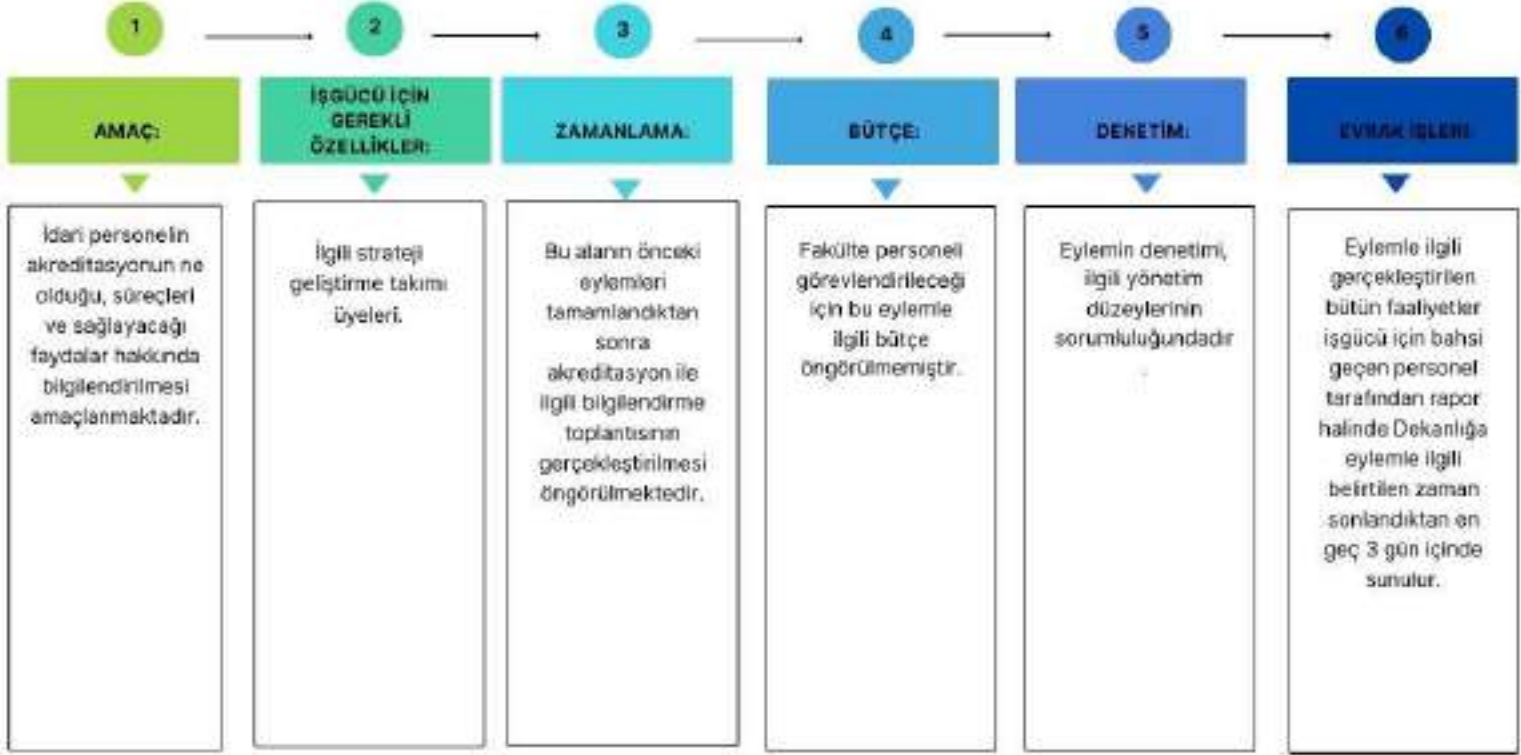 1
2
3
4
5
6
AMAÇ:
İŞGÜCÜ İÇİN
GEREKLİ
ÖZELLİKLER:
ZAMANLAMA:
BÜTÇE:
DENETİM:
EVRAK İŞLERİ:
İdari personelin
akreditasyonun ne
olduğu, süreçleri
ve sağlayacağı
faydalar hakkında
bilgilendirilmesi
amaçlanmaktadır.
İlgili strateji
geliştirme takımı
üyeleri.
Bu alanın önceki
eylemleri
tamamlandıktan
sonra
akreditasyon ile
ilgili bilgilendirme
toplantısının
gerçekleştirilmesi
öngörülmektedir.
Fakülte personeli
görevlendirileceği
için bu eylemle
ilgili bütçe
öngörülmemiştir.
Eylemin denetimi,
ilgili yönetim
düzeylerinin
sorumluluğundadır
.
Eylemle ilgili
gerçekleştirilen
bütün faaliyetler
işgücü için bahsi
geçen personel
tarafından rapor
halinde Dekanlığa
eylemle ilgili
belirtilen zaman
sonlandıktan en
geç 3 gün içinde
sunulur.